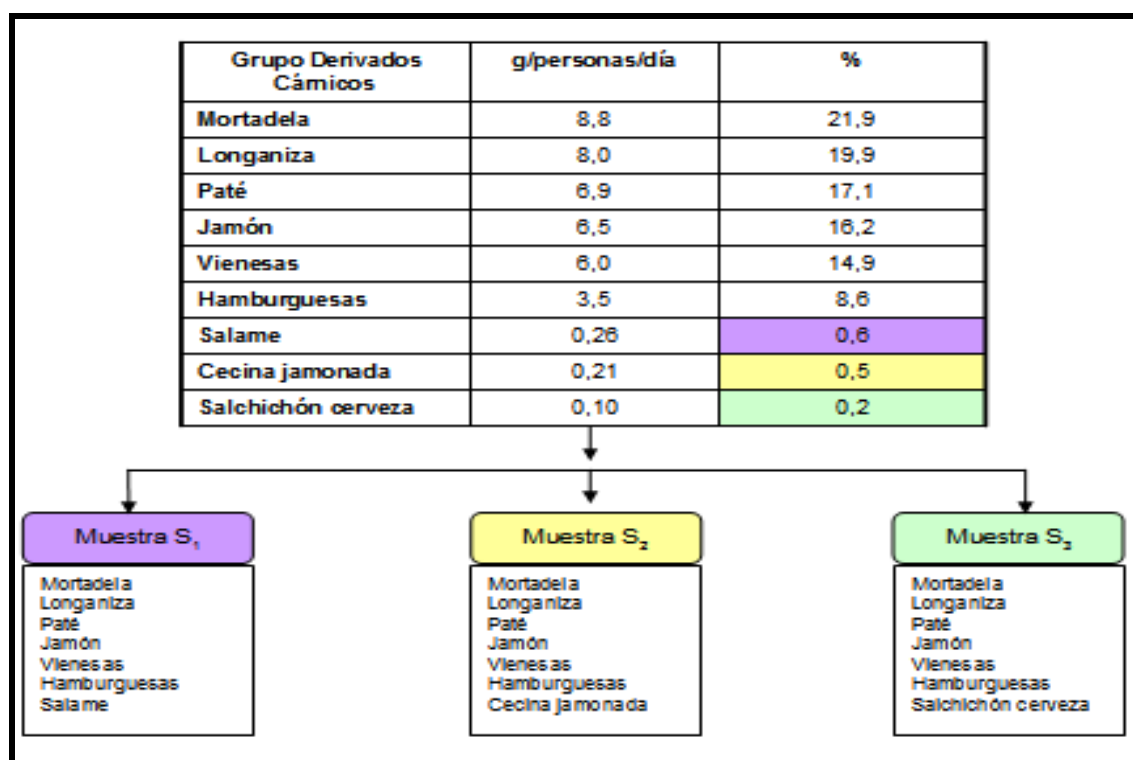 Grupo Derivados Cárnicos g/personas/día %
Mortadela 8,8 21,9
Longaniza 8,0 19,9
Paté 6,9 17,1
Jamón 6,5 16,2
Vienesas 6,0 14,9
Hamburguesas 3,5 8,6
Salame 0,26 0,6
Cecina jamonada 0,21 0,5
Salchichón cerveza 0,10 0,2
Muestra S₁
Mortadela
Longaniza
Paté
Jamón
Vienesas
Hamburguesas
Salame
Muestra S₂
Mortadela
Longaniza
Paté
Jamón
Vienesas
Hamburguesas
Cecina jamonada
Muestra S₃
Mortadela
Longaniza
Paté
Jamón
Vienesas
Hamburguesas
Salchichón cerveza